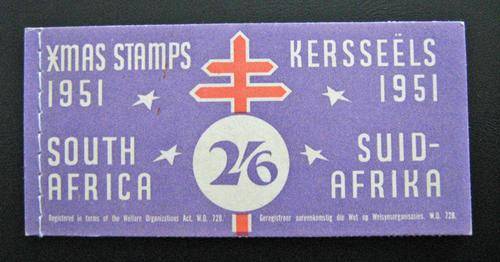 XMAS STAMPS
1951
KERSSEËLS
1951
SOUTH
AFRICA
2/6
SUID-
AFRIKA
Registered in terms of the Welfare Organizations Act. W.O. 728.
Geregistreer ooreenkomstig die Wet op Welsynsorganisasies. W.O. 728.